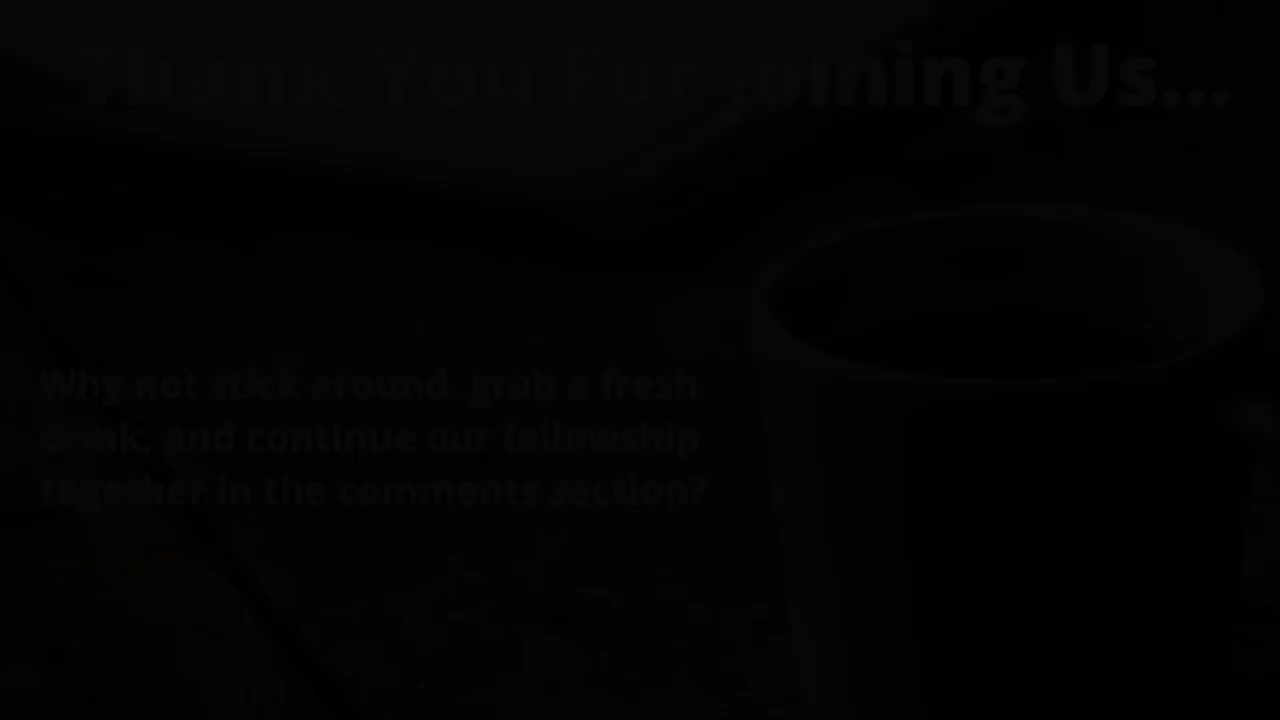 Thank You For Joining Us...
Why not stick around, grab a fresh
drink, and continue our fellowship
together in the comments section?